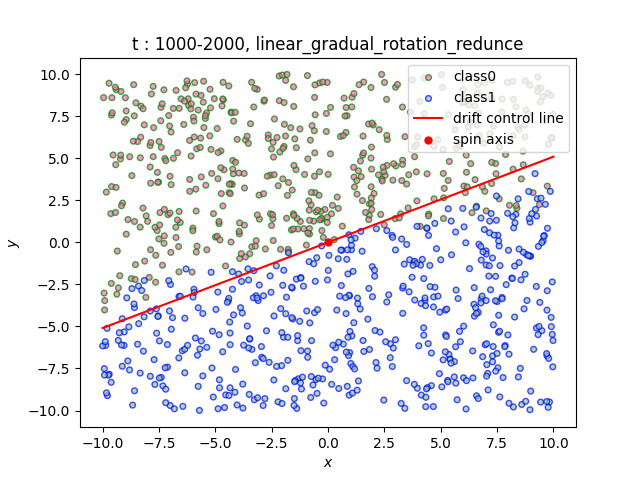 t : 1000-2000, linear_gradual_rotation_redunce
class0
class1
drift control line
spin axis
10.0
7.5
5.0
2.5
0.0
−2.5
−5.0
−7.5
−10.0
y
−10.0 −7.5 −5.0 −2.5 0.0 2.5 5.0 7.5 10.0
x